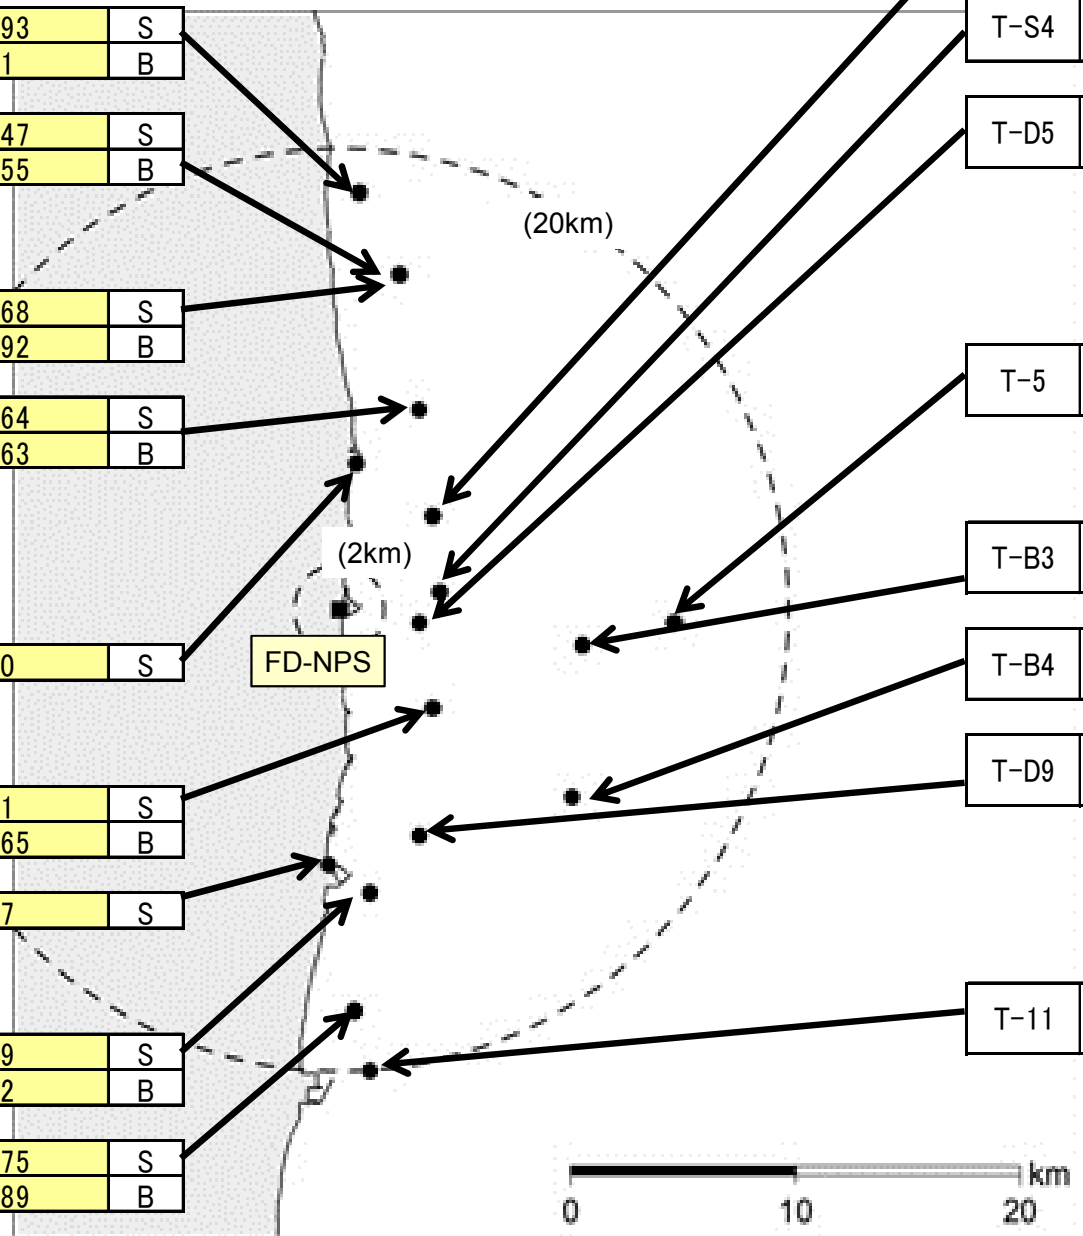 93 S
1 B
T-S4
47 S
55 B
T-D5
(20km)
68 S
92 B
T-5
64 S
63 B
(2km)
T-B3
0 S
FD-NPS
T-B4
T-D9
1 S
65 B
7 S
T-11
9 S
2 B
75 S
89 B
km
0 10 20